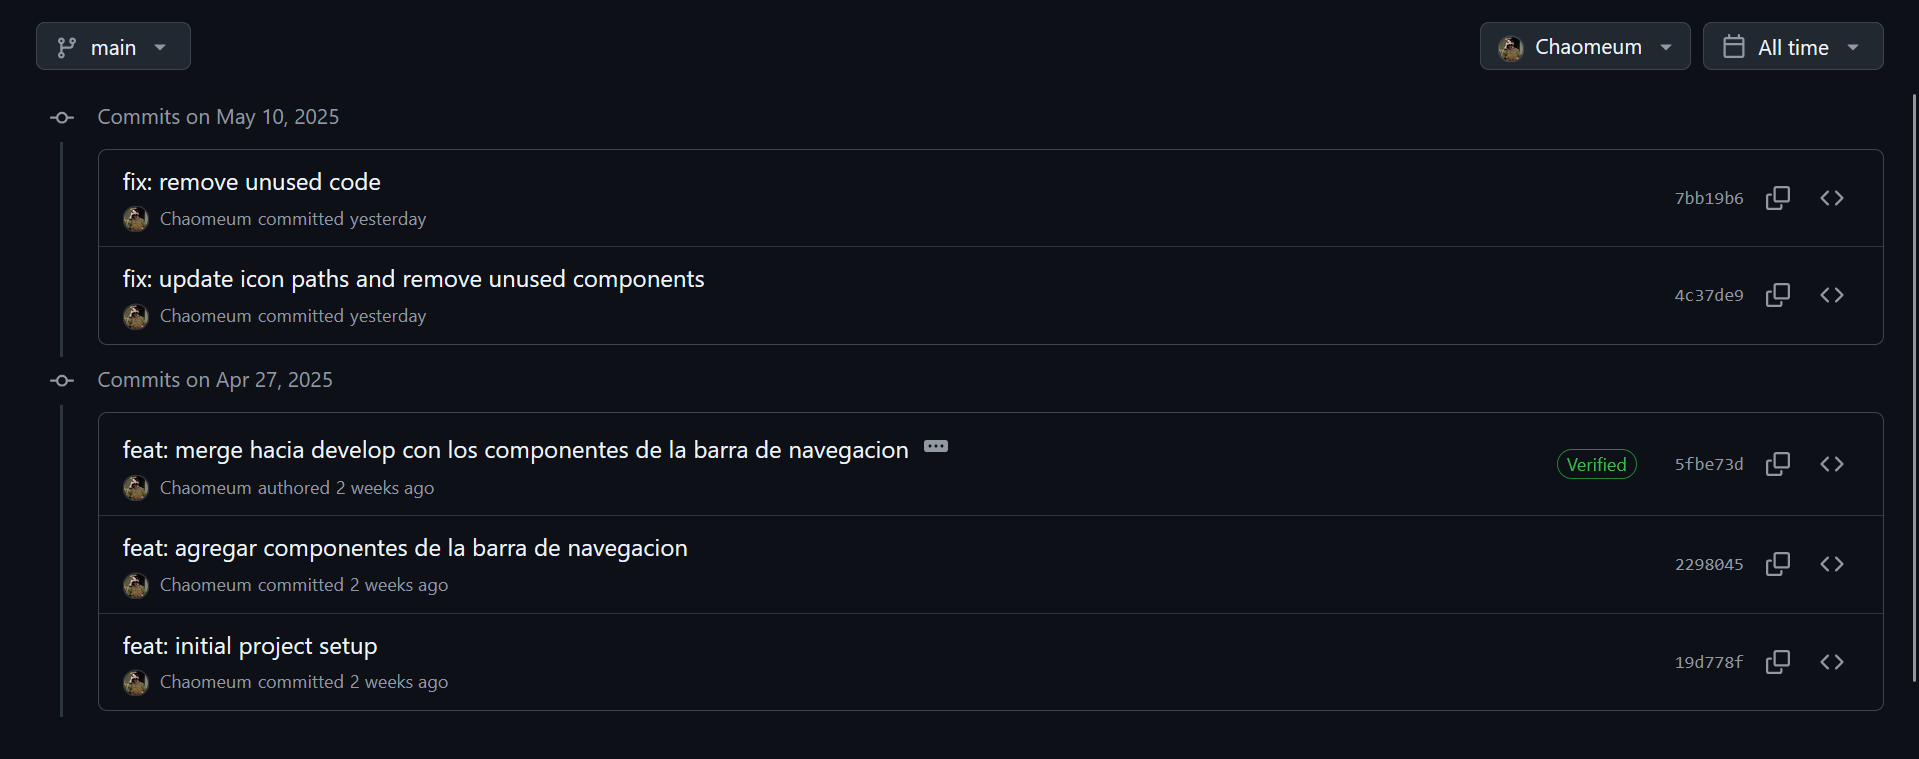 main
Chaomeum
All time
Commits on May 10, 2025
fix: remove unused code
Chaomeum committed yesterday
7bb19b6
fix: update icon paths and remove unused components
Chaomeum committed yesterday
4c37de9
Commits on Apr 27, 2025
feat: merge hacia develop con los componentes de la barra de navegacion
Chaomeum authored 2 weeks ago
Verified
5fbe73d
feat: agregar componentes de la barra de navegacion
Chaomeum committed 2 weeks ago
2298045
feat: initial project setup
Chaomeum committed 2 weeks ago
19d778f